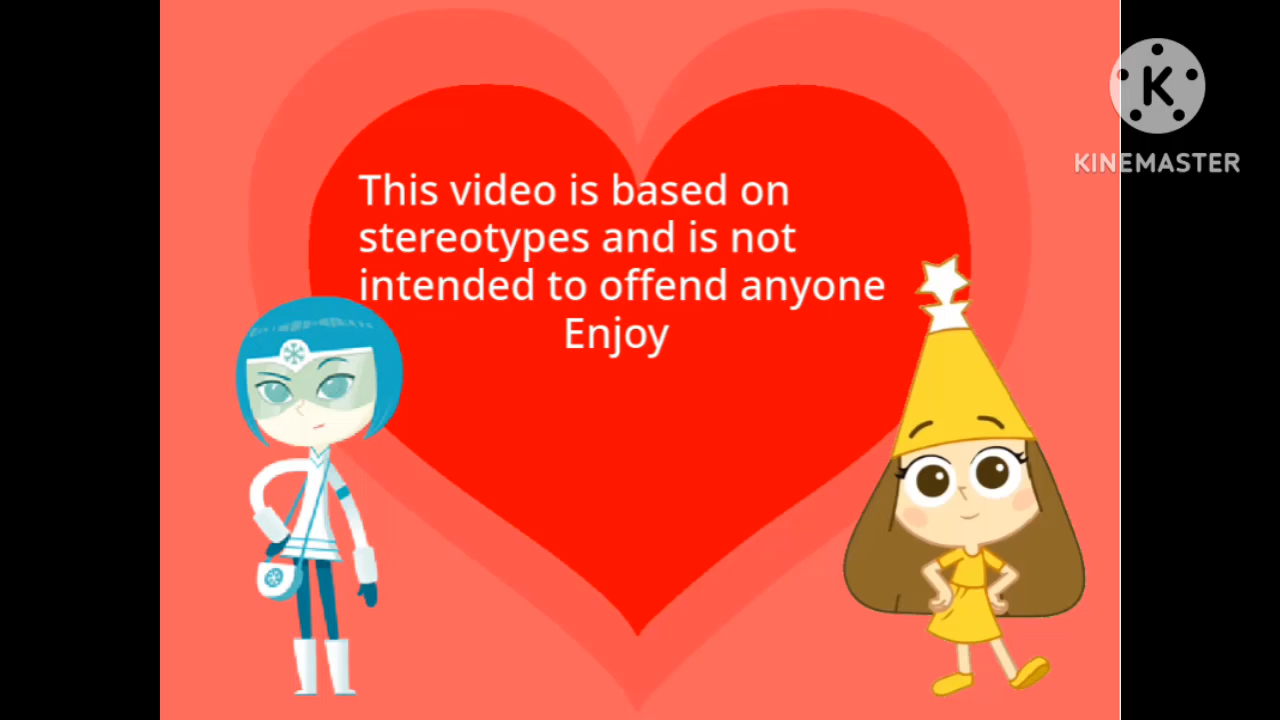 This video is based on
stereotypes and is not
intended to offend anyone
Enjoy
K
KINEMASTER